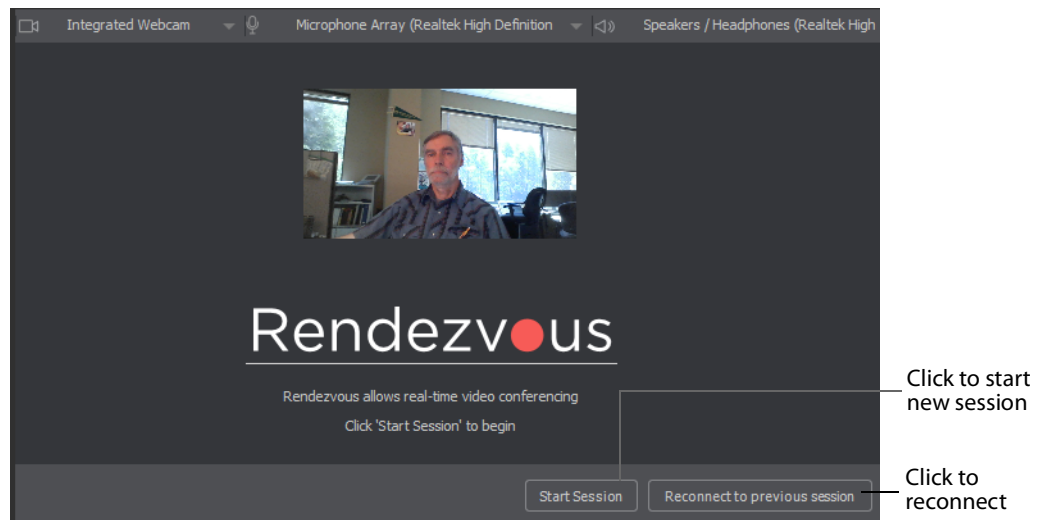 Integrated Webcam
Microphone Array (Realtek High Definition
Speakers / Headphones (Realtek High
Rendezvous
Rendezvous allows real-time video conferencing
Click 'Start Session' to begin
Click to start
new session
Start Session
Reconnect to previous session
Click to
reconnect